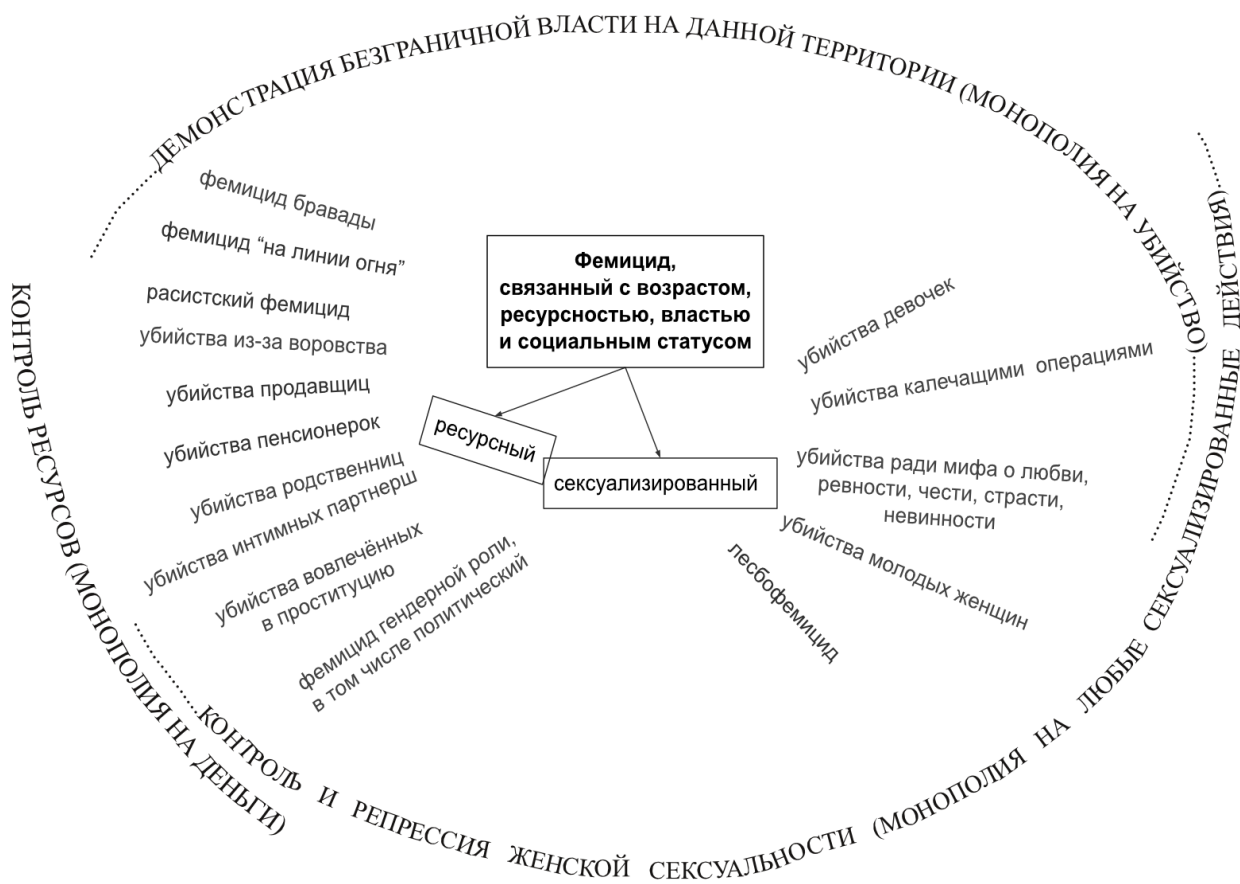 ДЕМОНСТРАЦИЯ БЕЗГРАНИЧНОЙ ВЛАСТИ НА ДАННОЙ ТЕРРИТОРИИ (МОНОПОЛИЯ НА УБИЙСТВО)
фемицид бравады
фемицид “на линии огня”
расистский фемицид
убийства из-за воровства
убийства продавщиц
убийства пенсионерок
убийства родственниц
убийства интимных партнерш
убийства вовлечённых
в проституцию
фемицид гендерной роли,
в том числе политический
Фемицид,
связанный с возрастом,
ресурсностью, властью
и социальным статусом
ресурсный
сексуализированный
убийства девочек
убийства калечащими операциями
убийства ради мифа о любви,
ревности, чести, страсти,
невинности
убийства молодых женщин
лесбофемицид
КОНТРОЛЬ РЕСУРСОВ (МОНОПОЛИЯ НА ДЕНЬГИ)
КОНТРОЛЬ И РЕПРЕССИЯ ЖЕНСКОЙ СЕКСУАЛЬНОСТИ (МОНОПОЛИЯ НА ЛЮБЫЕ СЕКСУАЛИЗИРОВАННЫЕ ДЕЙСТВИЯ)